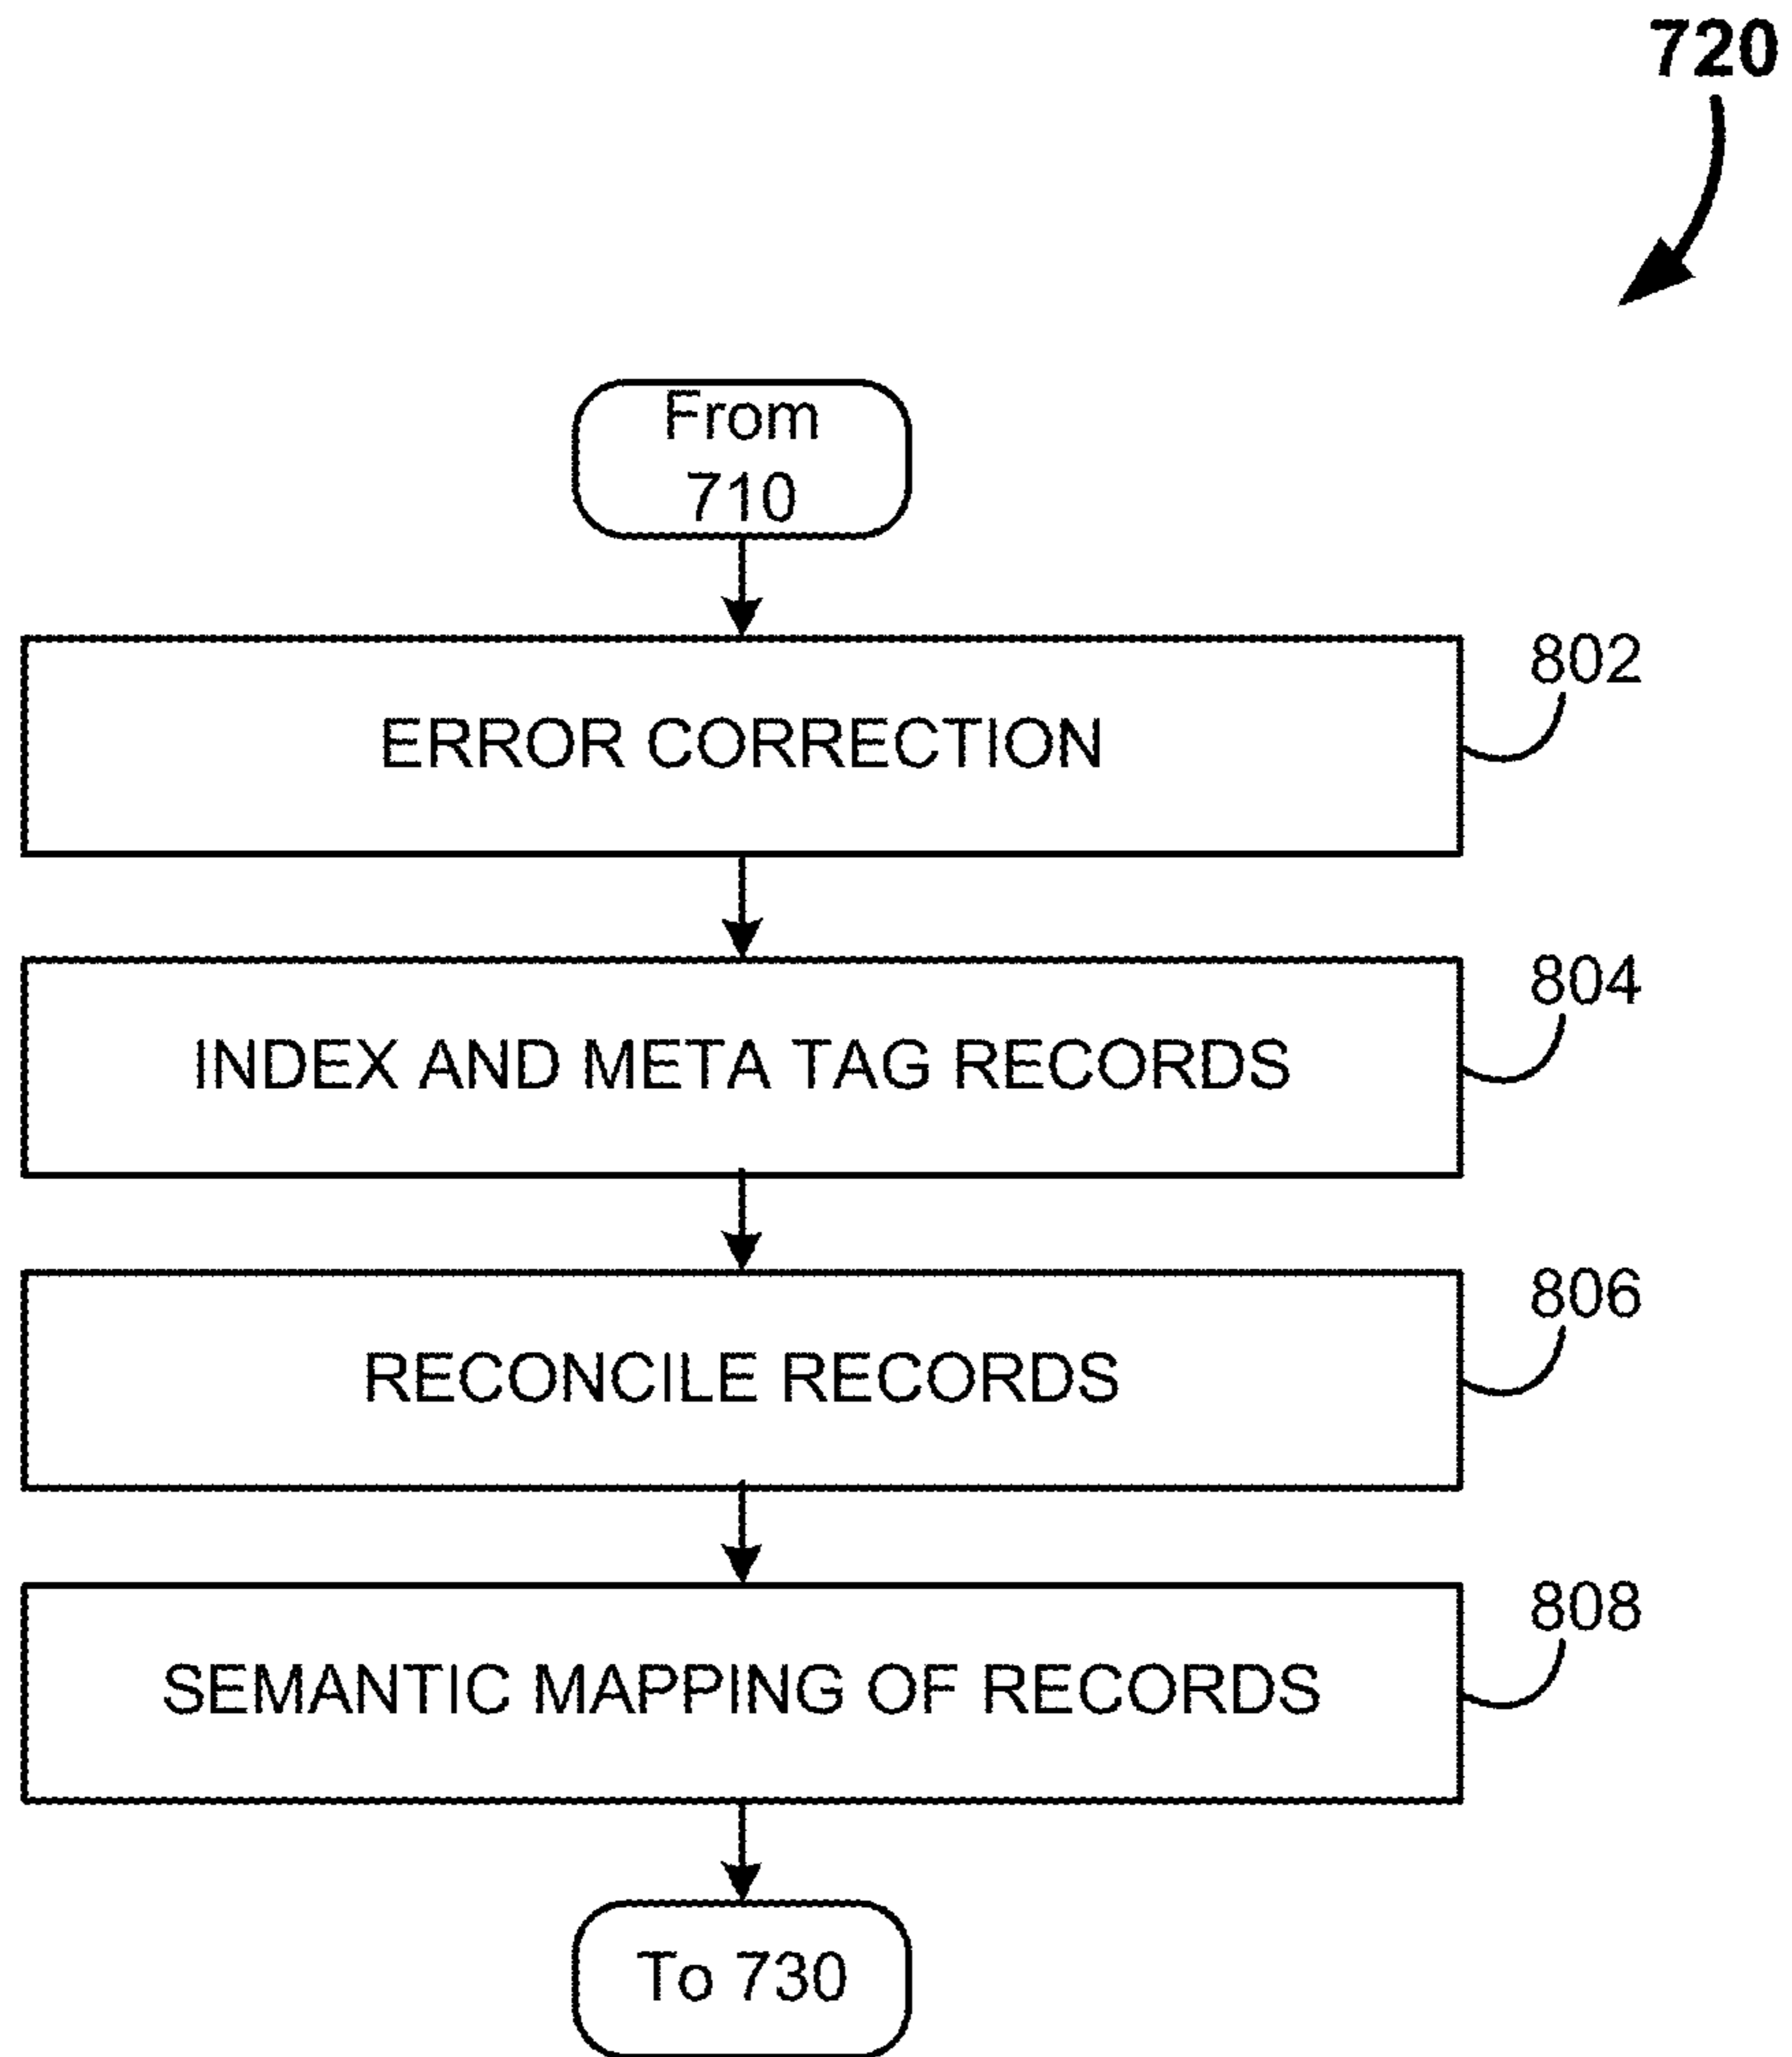 720
From
710
802
ERROR CORRECTION
804
INDEX AND META TAG RECORDS
806
RECONCILE RECORDS
808
SEMANTIC MAPPING OF RECORDS
To 730